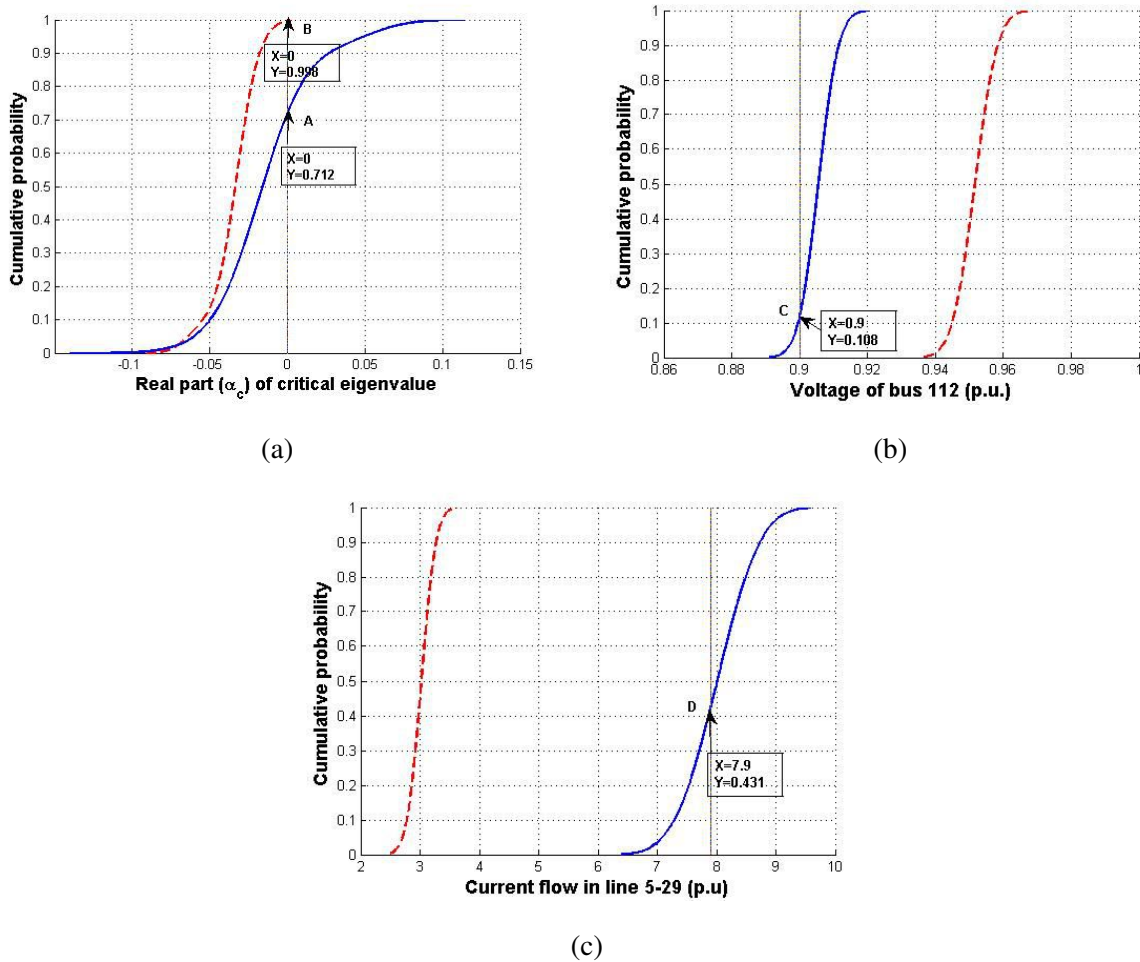 1
0.9
0.8
0.7
0.6
0.5
0.4
0.3
0.2
0.1
0
Cumulative probability
B
X=0
Y=0.998
A
X=0
Y=0.712
-0.1 -0.05 0 0.05 0.1 0.15
Real part (α_c) of critical eigenvalue
(a)
1
0.9
0.8
0.7
0.6
0.5
0.4
0.3
0.2
0.1
0
Cumulative probability
C
X=0.9
Y=0.108
0.86 0.88 0.9 0.92 0.94 0.96 0.98 1
Voltage of bus 112 (p.u.)
(b)
1
0.9
0.8
0.7
0.6
0.5
0.4
0.3
0.2
0.1
0
Cumulative probability
D
X=7.9
Y=0.431
2 3 4 5 6 7 8 9 10
Current flow in line 5-29 (p.u)
(c)